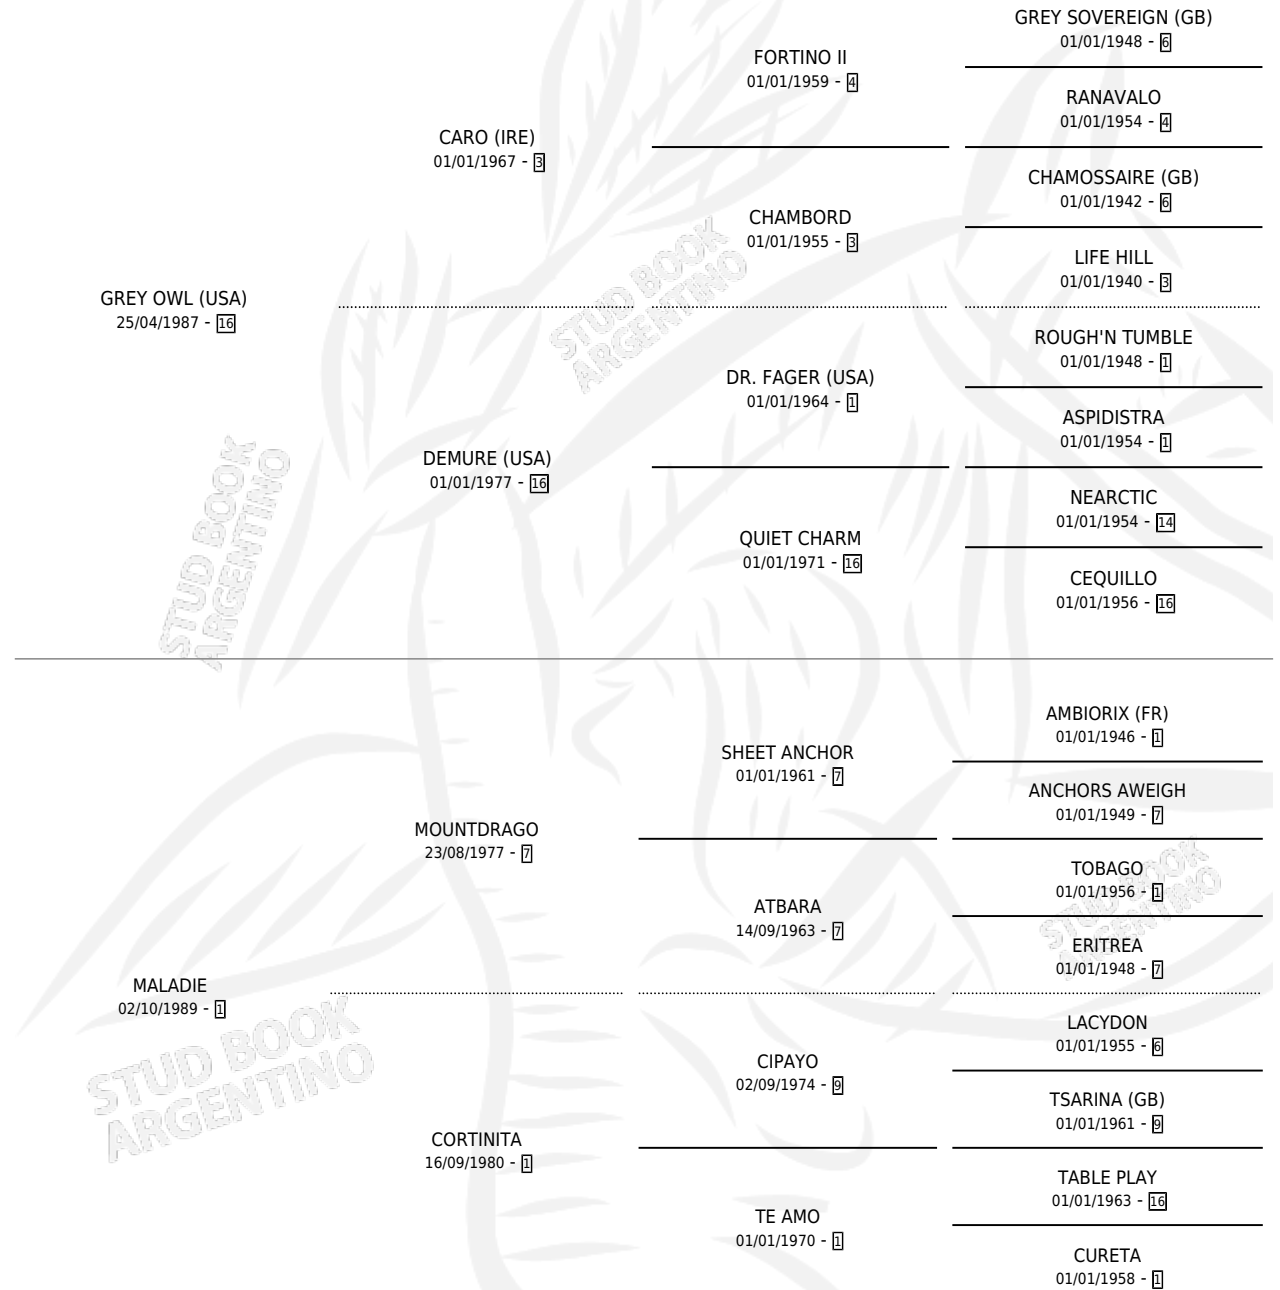 GREY SOVEREIGN (GB)
01/01/1948 - 6
FORTINO II
01/01/1959 - 4
RANAVALO
01/01/1954 - 4
CARO (IRE)
01/01/1967 - 3
CHAMOSSAIRE (GB)
01/01/1942 - 6
CHAMBORD
01/01/1955 - 3
LIFE HILL
01/01/1940 - 3
GREY OWL (USA)
25/04/1987 - 16
ROUGH'N TUMBLE
01/01/1948 - 1
DR. FAGER (USA)
01/01/1964 - 1
ASPIDISTRA
01/01/1954 - 1
DEMURE (USA)
01/01/1977 - 16
NEARCTIC
01/01/1954 - 14
QUIET CHARM
01/01/1971 - 16
CEQUILLO
01/01/1956 - 16
AMBIORIX (FR)
01/01/1946 - 1
SHEET ANCHOR
01/01/1961 - 7
ANCHORS AWEIGH
01/01/1949 - 7
MOUNTDRAGO
23/08/1977 - 7
TOBAGO
01/01/1956 - 1
ATBARA
14/09/1963 - 7
ERITREA
01/01/1948 - 7
MALADIE
02/10/1989 - 1
LACYDON
01/01/1955 - 6
CIPAYO
02/09/1974 - 9
TSARINA (GB)
01/01/1961 - 9
CORTINITA
16/09/1980 - 1
TABLE PLAY
01/01/1963 - 16
TE AMO
01/01/1970 - 1
CURETA
01/01/1958 - 1
STUD BOOK
ARGENTINO
STUD BOOK
ARGENTINO
STUD BOOK
ARGENTINO
STUD BOOK
ARGENTINO